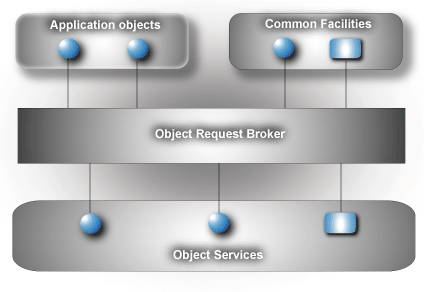 Application objects
Common Facilities
Object Request Broker
Object Services